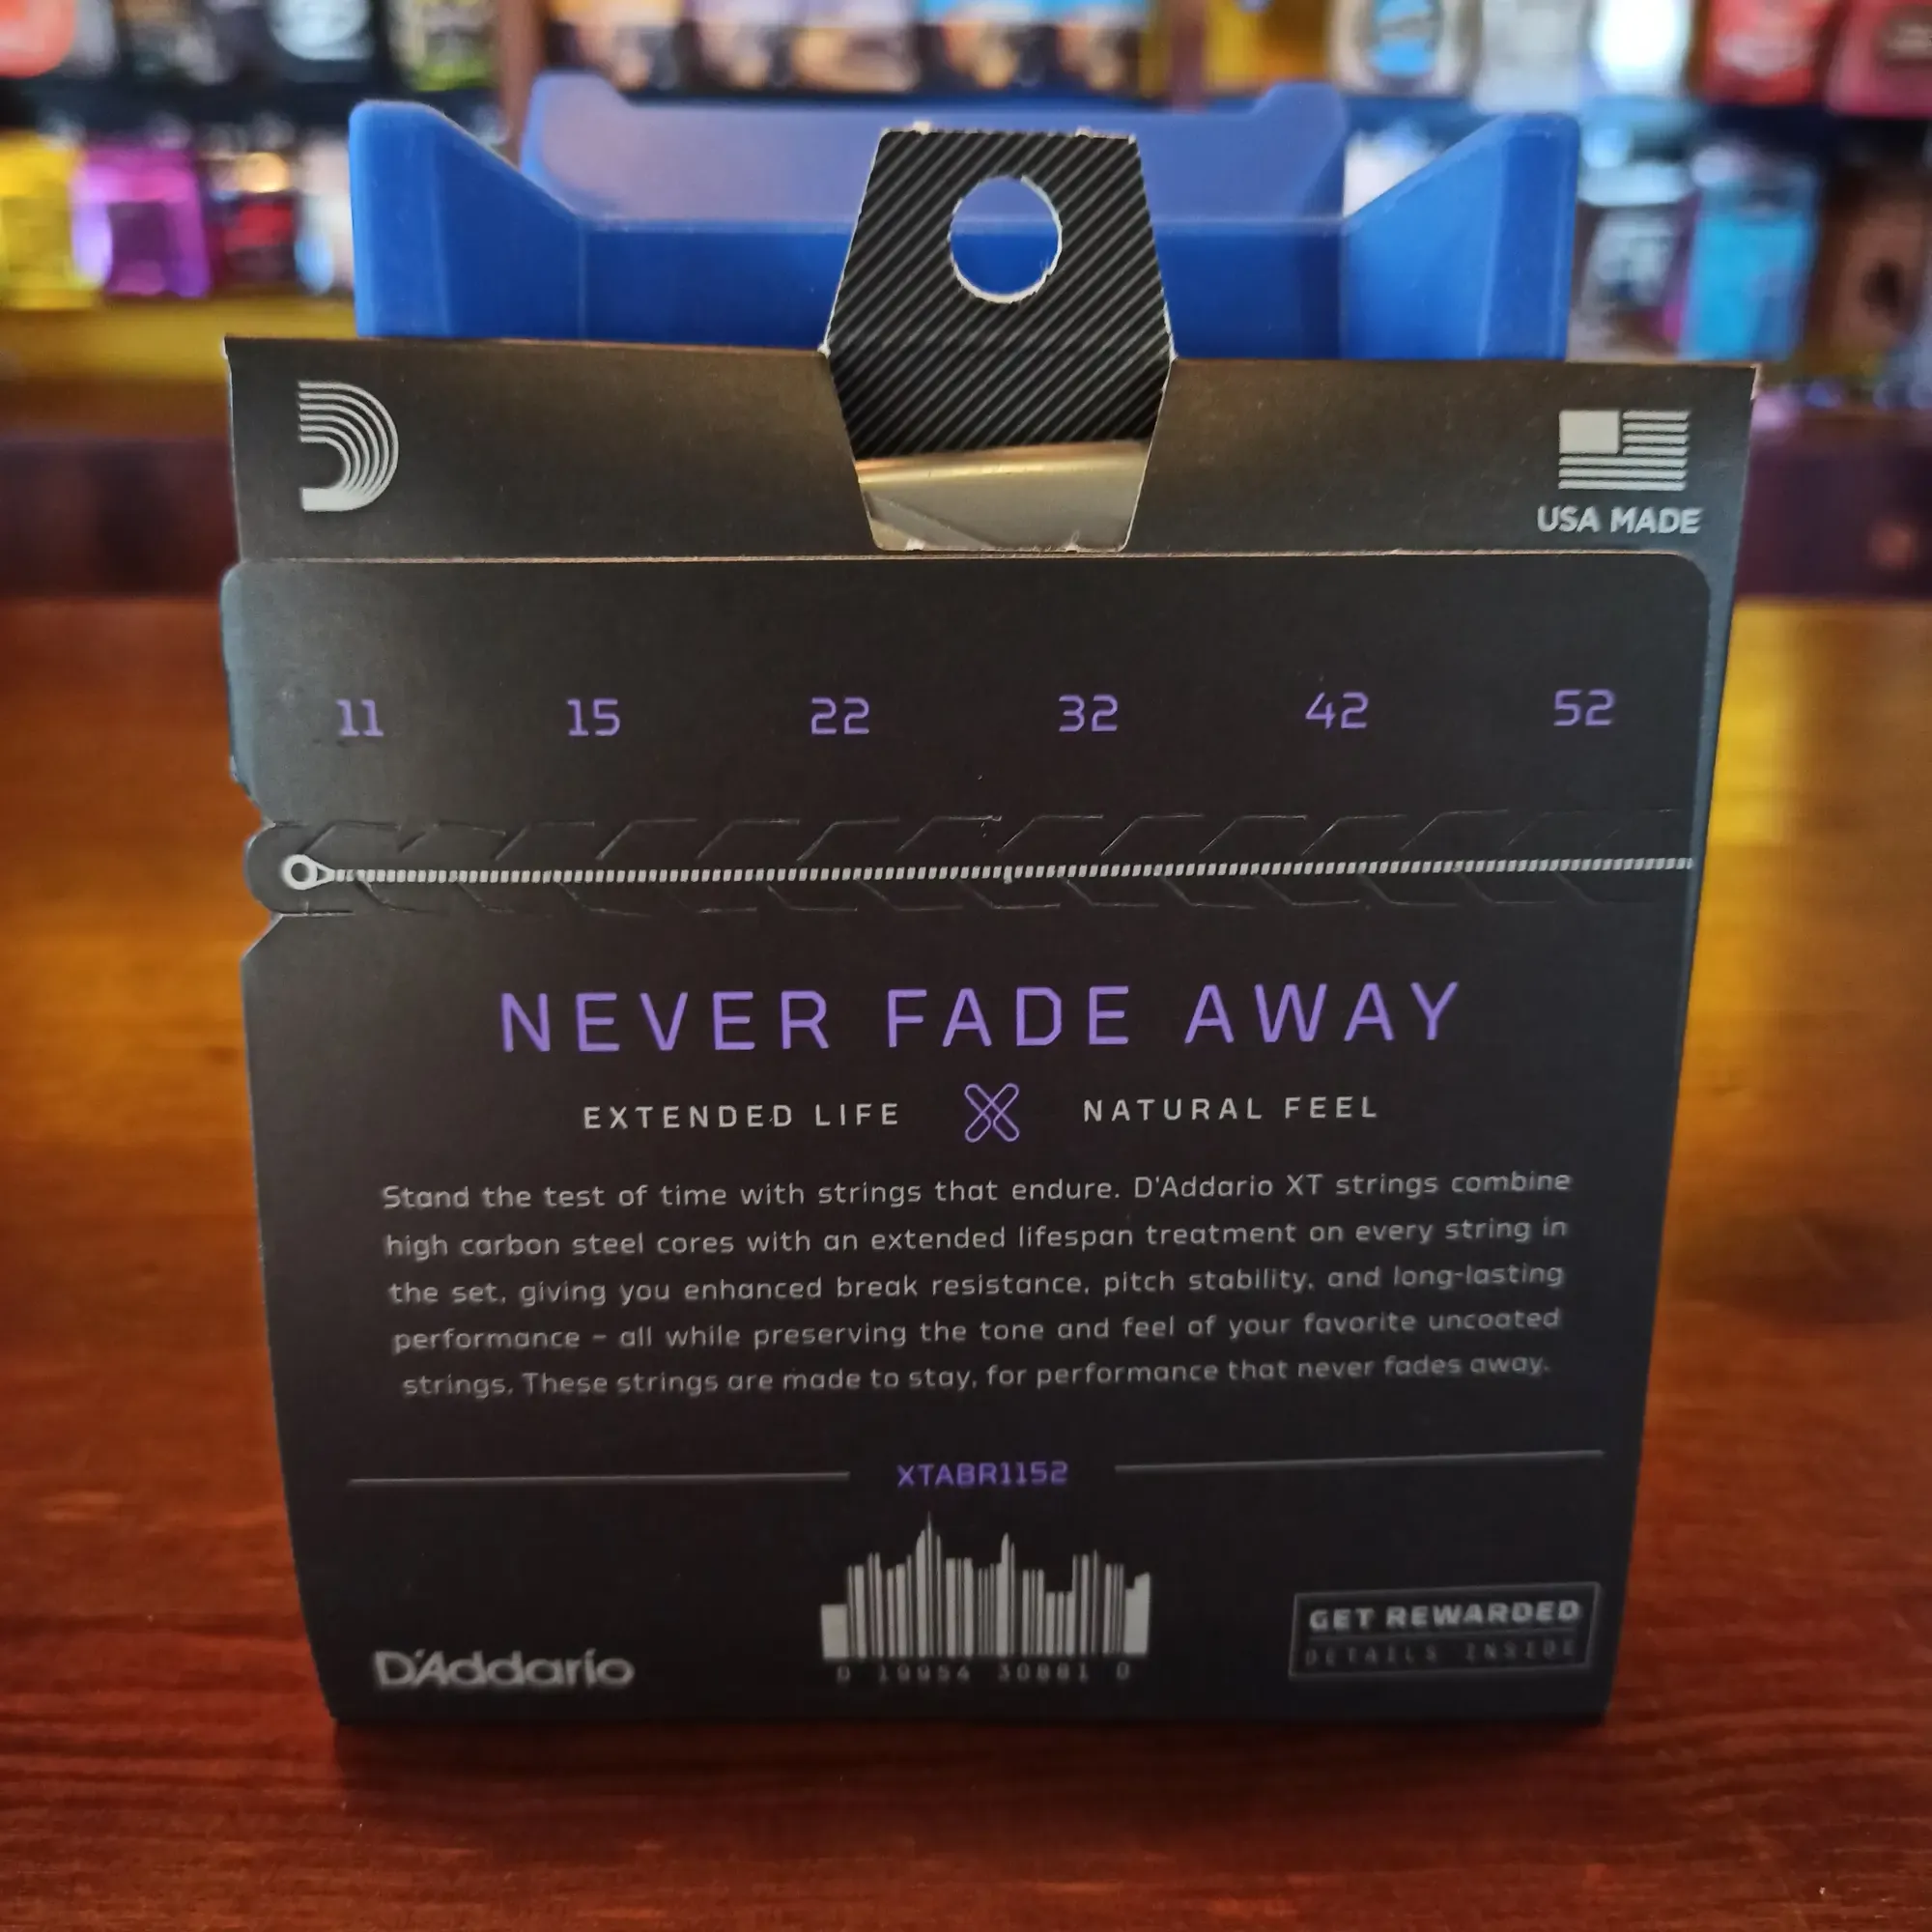 USA MADE
11 15 22 32 42 52
NEVER FADE AWAY
EXTENDED LIFE X NATURAL FEEL
Stand the test of time with strings that endure. D'Addario XT strings combine
high carbon steel cores with an extended lifespan treatment on every string in
the set, giving you enhanced break resistance, pitch stability, and long-lasting
performance – all while preserving the tone and feel of your favorite uncoated
strings. These strings are made to stay, for performance that never fades away.
XTABR1152
D'Addario
0 19954 30881 0
GET REWARDED
DETAILS INSIDE